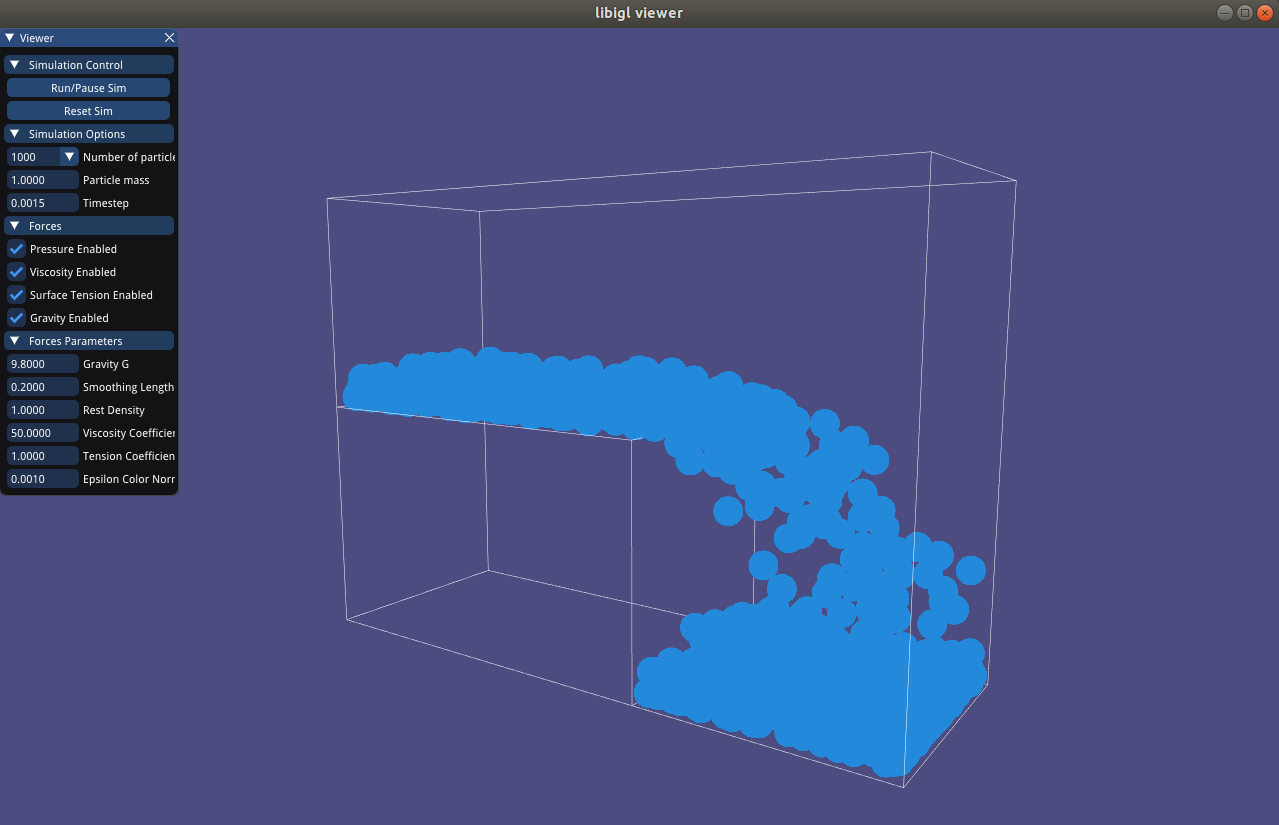 libigl viewer
Viewer
Simulation Control
Run/Pause Sim
Reset Sim
Simulation Options
1000 Number of particle
1.0000 Particle mass
0.0015 Timestep
Forces
Pressure Enabled
Viscosity Enabled
Surface Tension Enabled
Gravity Enabled
Forces Parameters
9.8000 Gravity G
0.2000 Smoothing Length
1.0000 Rest Density
50.0000 Viscosity Coefficien
1.0000 Tension Coefficien
0.0010 Epsilon Color Norr